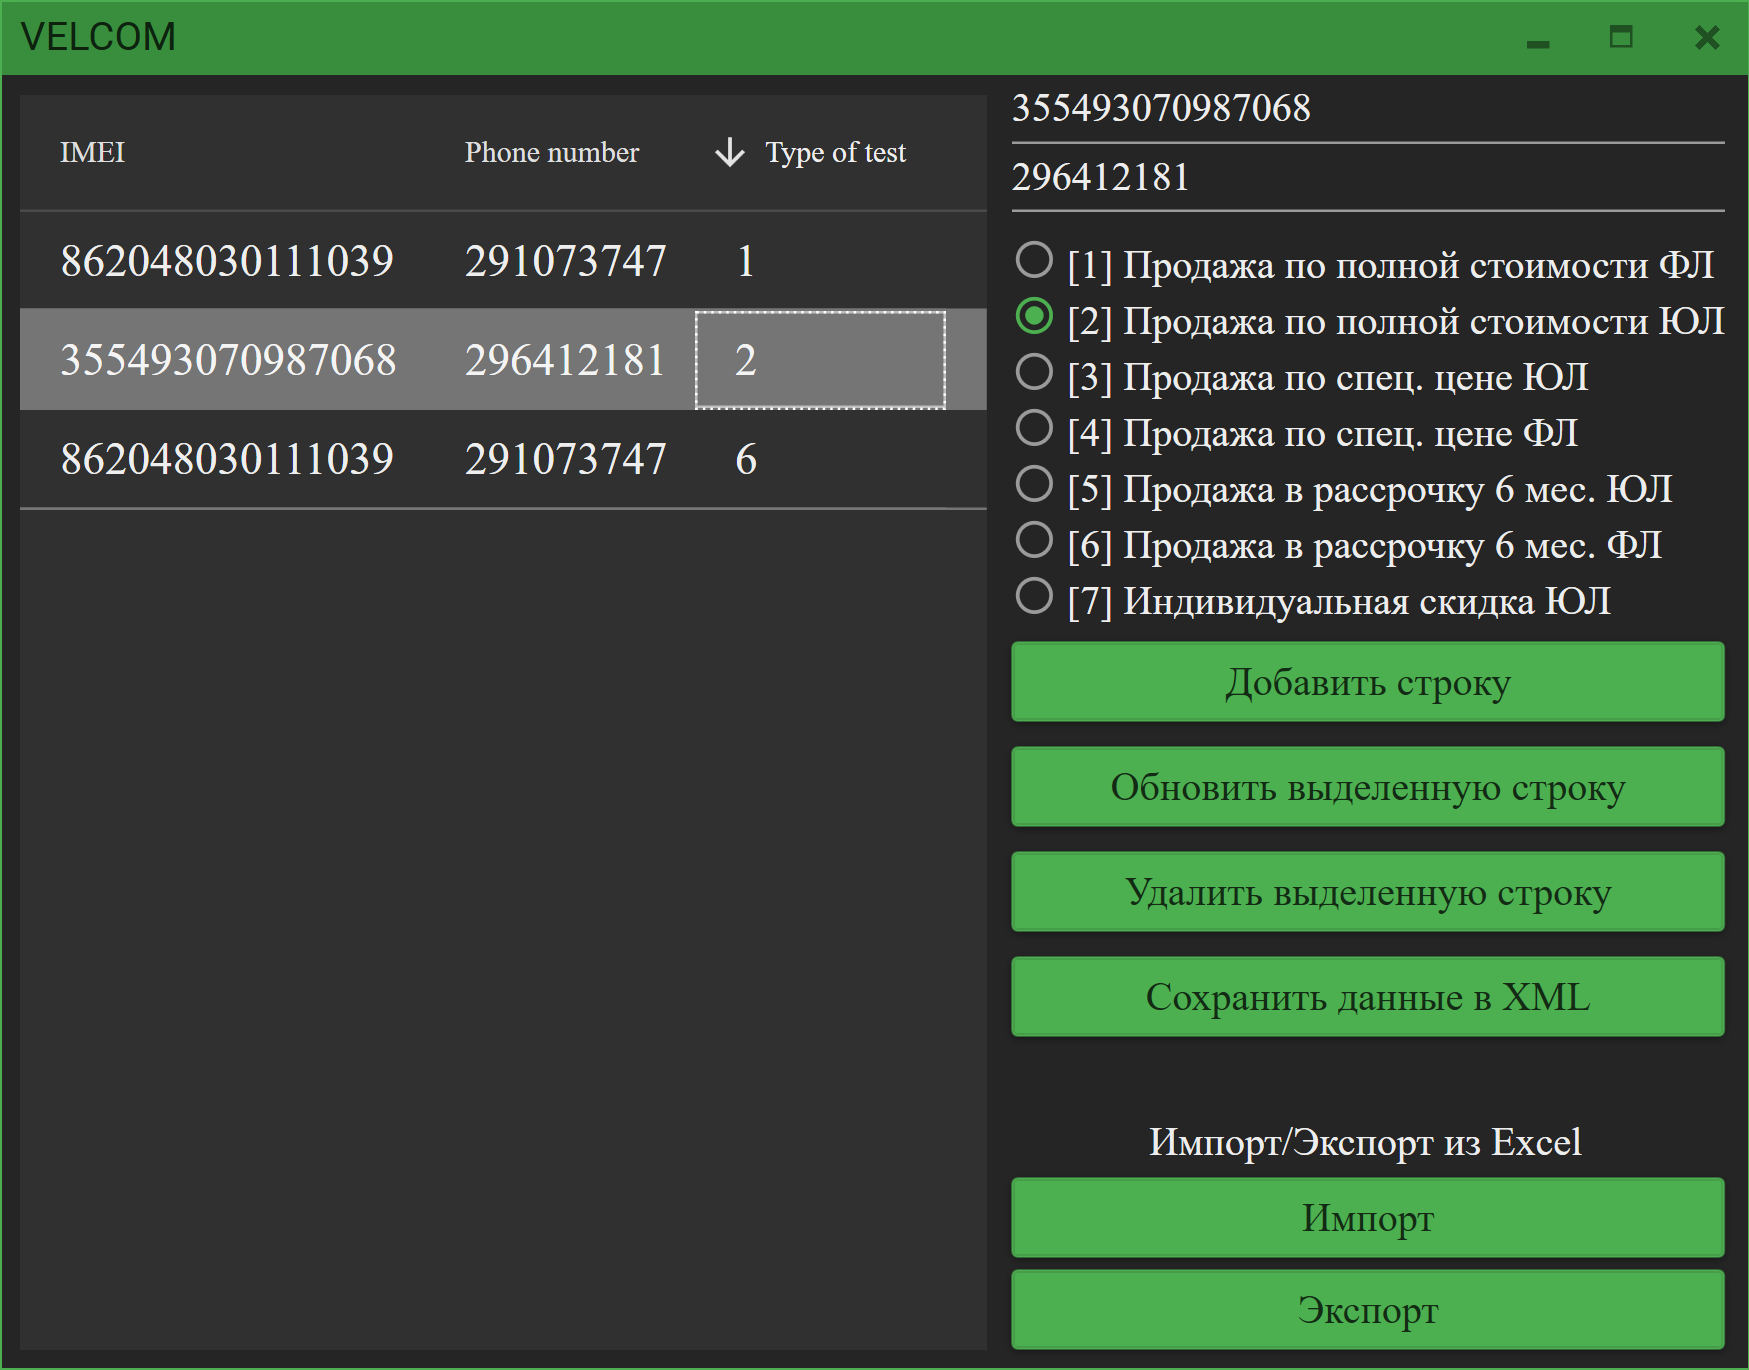 VELCOM
IMEI Phone number Type of test
862048030111039 291073747 1
355493070987068 296412181 2
862048030111039 291073747 6
355493070987068
296412181
[1] Продажа по полной стоимости ФЛ
[2] Продажа по полной стоимости ЮЛ
[3] Продажа по спец. цене ЮЛ
[4] Продажа по спец. цене ФЛ
[5] Продажа в рассрочку 6 мес. ЮЛ
[6] Продажа в рассрочку 6 мес. ФЛ
[7] Индивидуальная скидка ЮЛ
Добавить строку
Обновить выделенную строку
Удалить выделенную строку
Сохранить данные в XML
Импорт/Экспорт из Excel
Импорт
Экспорт